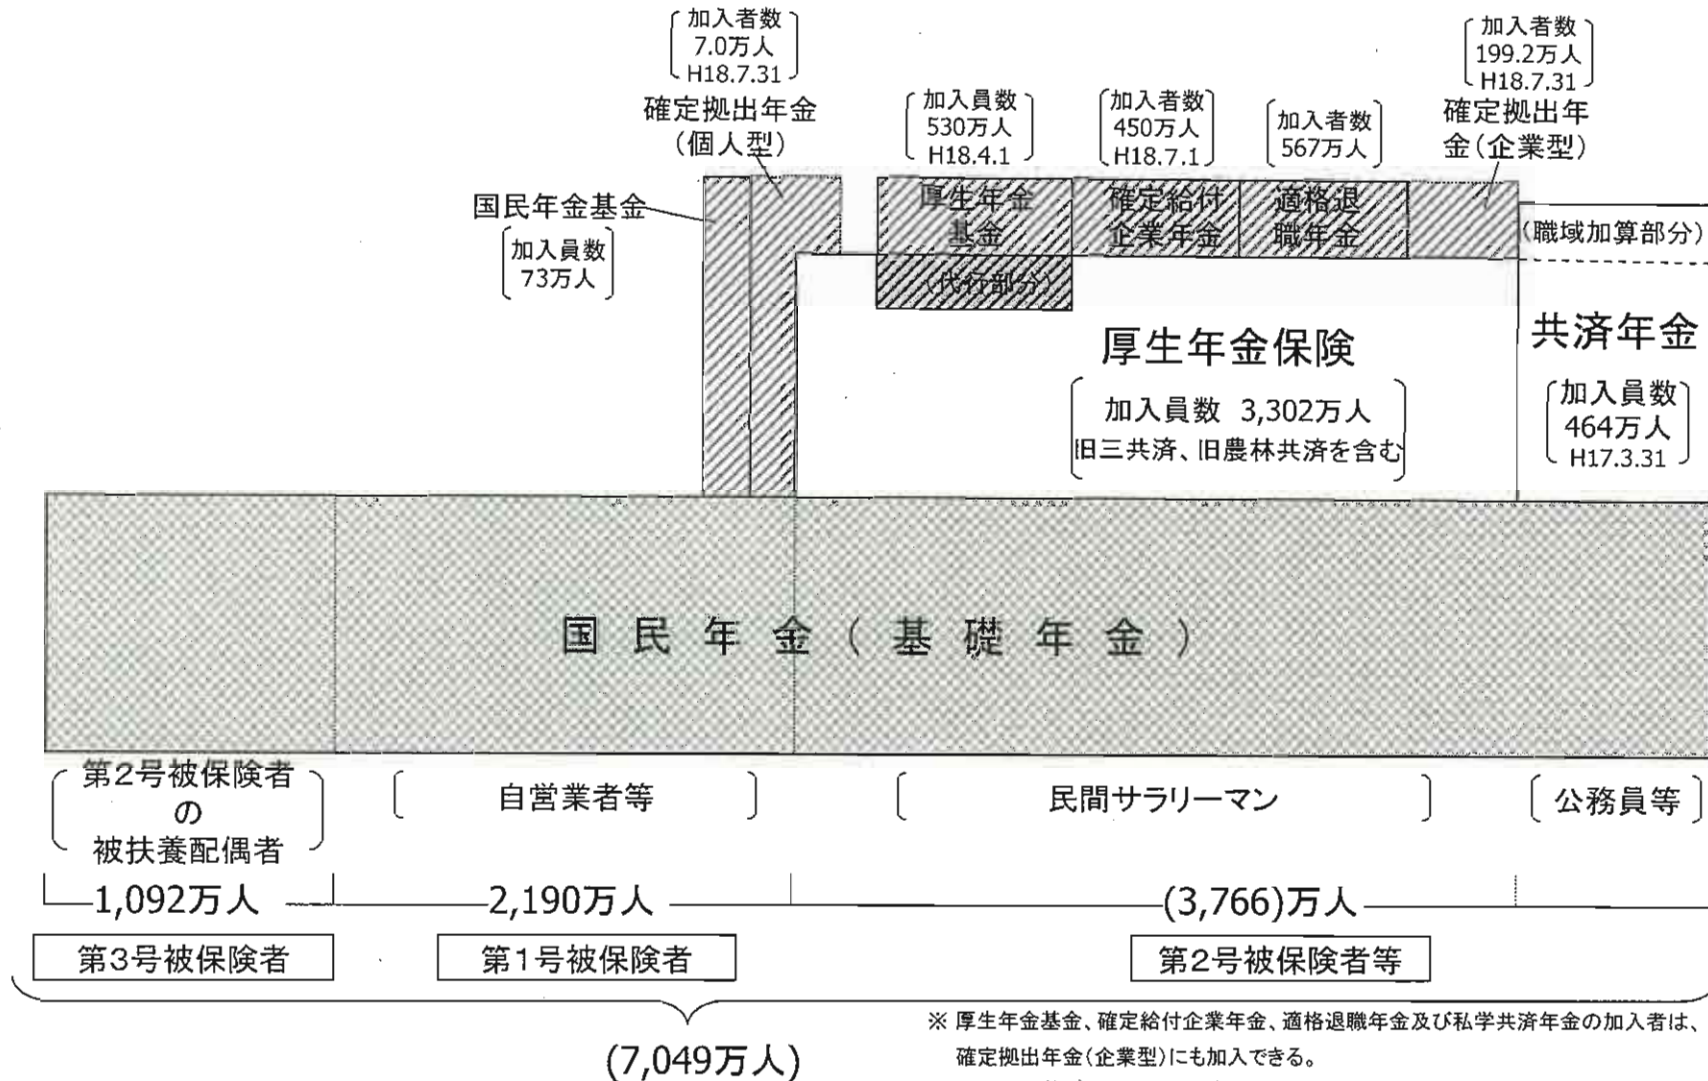 加入者数
7.0万人
H18.7.31
確定拠出年金
(個人型)
加入員数
530万人
H18.4.1
加入者数
450万人
H18.7.1
加入者数
567万人
加入者数
199.2万人
H18.7.31
確定拠出年
金(企業型)
国民年金基金
加入員数
73万人
厚生年金
基金
(代行部分)
確定給付
企業年金
適格退
職年金
(職域加算部分)
厚生年金保険
加入員数 3,302万人
旧三共済、旧農林共済を含む
共済年金
加入員数
464万人
H17.3.31
国民年金(基礎年金)
第2号被保険者
の
被扶養配偶者
自営業者等
民間サラリーマン
公務員等
1,092万人
2,190万人
(3,766)万人
第3号被保険者
第1号被保険者
第2号被保険者等
(7,049万人)
※ 厚生年金基金、確定給付企業年金、適格退職年金及び私学共済年金の加入者は、
確定拠出年金(企業型)にも加入できる。